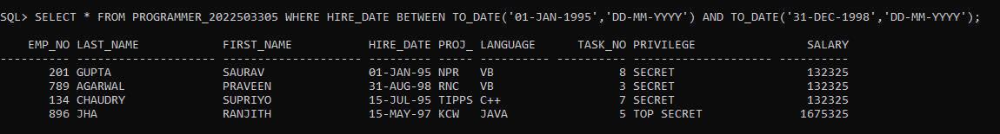 SQL> SELECT * FROM PROGRAMMER_2022503305 WHERE HIRE_DATE BETWEEN TO_DATE('01-JAN-1995','DD-MM-YYYY') AND TO_DATE('31-DEC-1998','DD-MM-YYYY');
EMP_NO LAST_NAME FIRST_NAME HIRE_DATE PROJ_ LANGUAGE TASK_NO PRIVILEGE SALARY
---------- -------------------- -------------------- --------- ----- ---------- ---------- -------------------- ----------
201 GUPTA SAURAV 01-JAN-95 NPR VB 8 SECRET 132325
789 AGARWAL PRAVEEN 31-AUG-98 RNC VB 3 SECRET 132325
134 CHAUDRY SUPRIYO 15-JUL-95 TIPPS C++ 7 SECRET 132325
896 JHA RANJITH 15-MAY-97 KCW JAVA 5 TOP SECRET 1675325